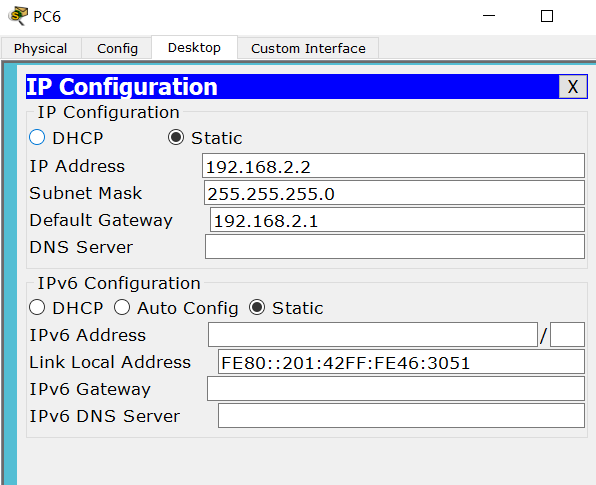 PC6
Physical Config Desktop Custom Interface
IP Configuration X
IP Configuration
DHCP Static
IP Address 192.168.2.2
Subnet Mask 255.255.255.0
Default Gateway 192.168.2.1
DNS Server
IPv6 Configuration
DHCP Auto Config Static
IPv6 Address /
Link Local Address FE80::201:42FF:FE46:3051
IPv6 Gateway
IPv6 DNS Server